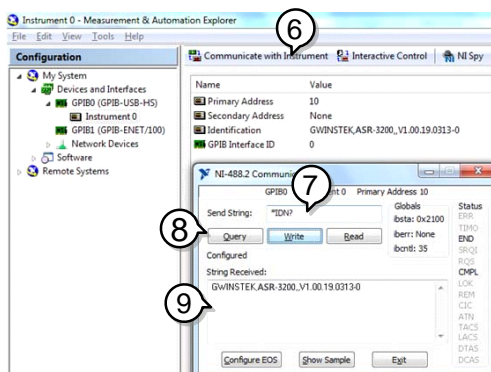 Instrument 0 - Measurement & Automation Explorer
File Edit View Tools Help
6
Configuration
Communicate with Instrument Interactive Control NI Spy
My System
Devices and Interfaces
GPIB0 (GPIB-USB-HS)
Instrument 0
GPIB1 (GPIB-ENET/100)
Network Devices
Software
Remote Systems
Name Value
Primary Address 10
Secondary Address None
Identification GWINSTEK,ASR-3200,,V1.00.19.0313-0
GPIB Interface ID 0
NI-488.2 Communic
7
GPIB0 nt 0 Primary Address 10
Send String: *IDN?
8
Query Write Read
Configured
String Received:
9
GWINSTEK,ASR-3200,,V1.00.19.0313-0
Configure EOS Show Sample Exit
Globals
ibsta: 0x2100
iberr: None
ibcntl: 35
Status
ERR
TIMO
END
SRQI
RQS
CMPL
LOK
REM
CIC
ATN
TACS
LACS
DTAS
DCAS